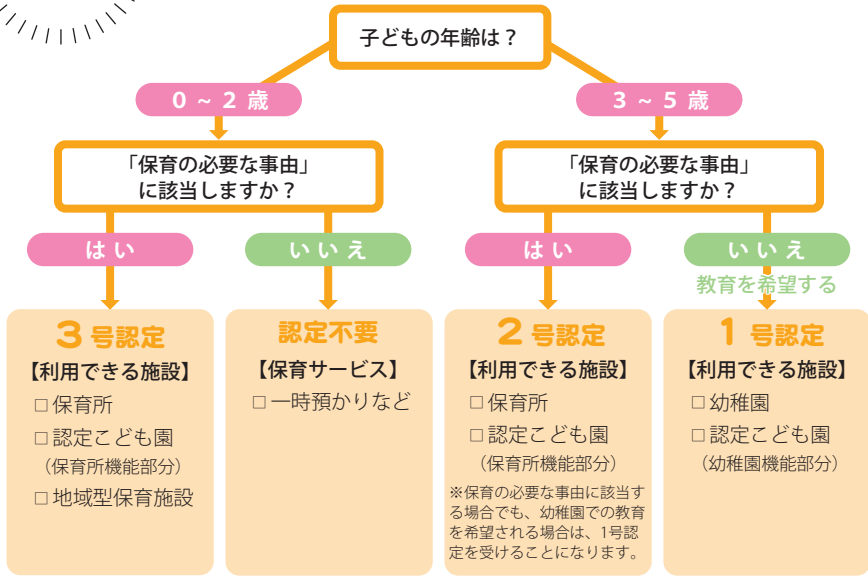 子どもの年齢は？
0 ~ 2 歳
3 ~ 5 歳
「保育の必要な事由」
に該当しますか？
「保育の必要な事由」
に該当しますか？
はい
いいえ
はい
いいえ
教育を希望する
3 号認定
【利用できる施設】
□ 保育所
□ 認定こども園
（保育所機能部分）
□ 地域型保育施設
認定不要
【保育サービス】
□ 一時預かりなど
2 号認定
【利用できる施設】
□ 保育所
□ 認定こども園
（保育所機能部分）
※保育の必要な事由に該当す
る場合でも、幼稚園での教育
を希望される場合は、1号認
定を受けることになります。
1 号認定
【利用できる施設】
□ 幼稚園
□ 認定こども園
（幼稚園機能部分）